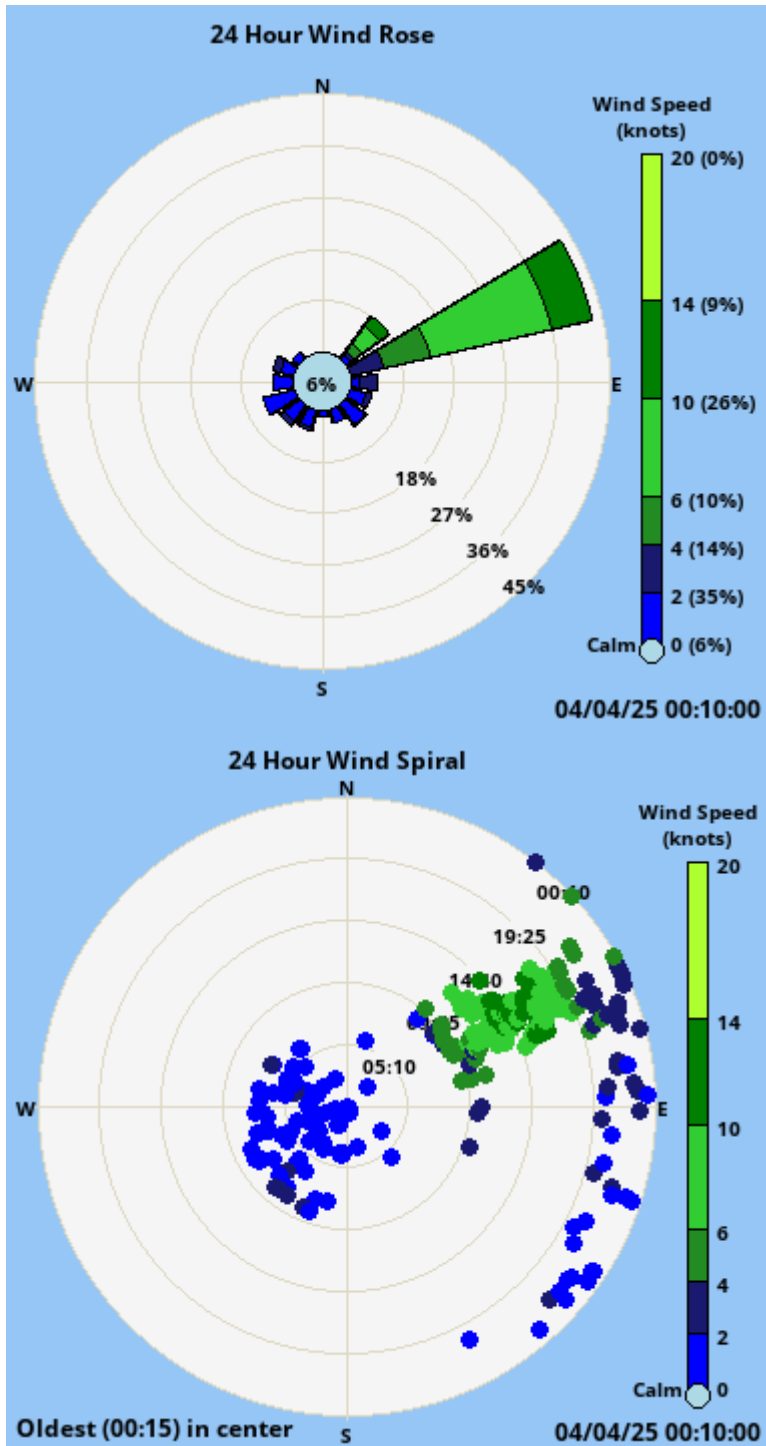 24 Hour Wind Rose
N
Wind Speed
(knots)
20 (0%)
14 (9%)
10 (26%)
6 (10%)
4 (14%)
2 (35%)
Calm 0 (6%)
W
6%
E
18%
27%
36%
45%
S
04/04/25 00:10:00
24 Hour Wind Spiral
N
Wind Speed
(knots)
20
14
10
6
4
2
Calm 0
19:25
05:10
W
E
Oldest (00:15) in center
S
04/04/25 00:10:00